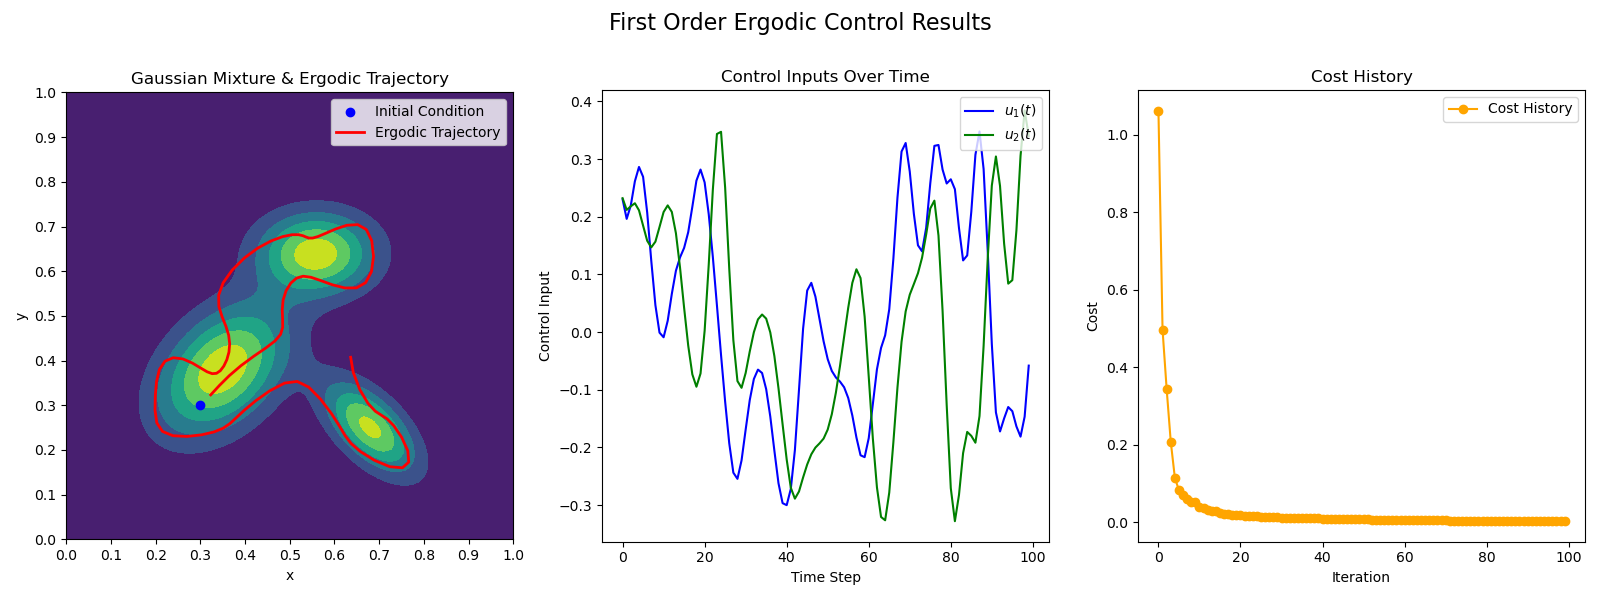 First Order Ergodic Control Results
Gaussian Mixture & Ergodic Trajectory
1.0
0.9
0.8
0.7
0.6
0.5
0.4
0.3
0.2
0.1
0.0
y
0.0 0.1 0.2 0.3 0.4 0.5 0.6 0.7 0.8 0.9 1.0
x
Initial Condition
Ergodic Trajectory
Control Inputs Over Time
0.4
0.3
0.2
0.1
0.0
−0.1
−0.2
−0.3
Control Input
0 20 40 60 80 100
Time Step
u₁(t)
u₂(t)
Cost History
1.0
0.8
0.6
0.4
0.2
0.0
Cost
0 20 40 60 80 100
Iteration
Cost History